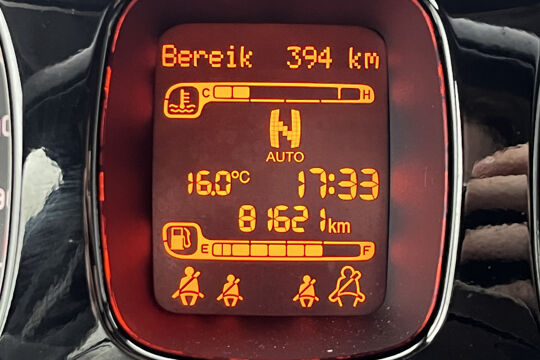 Bereik 394 km
C H
N
AUTO
16.0°C 17:33
81621 km
E F